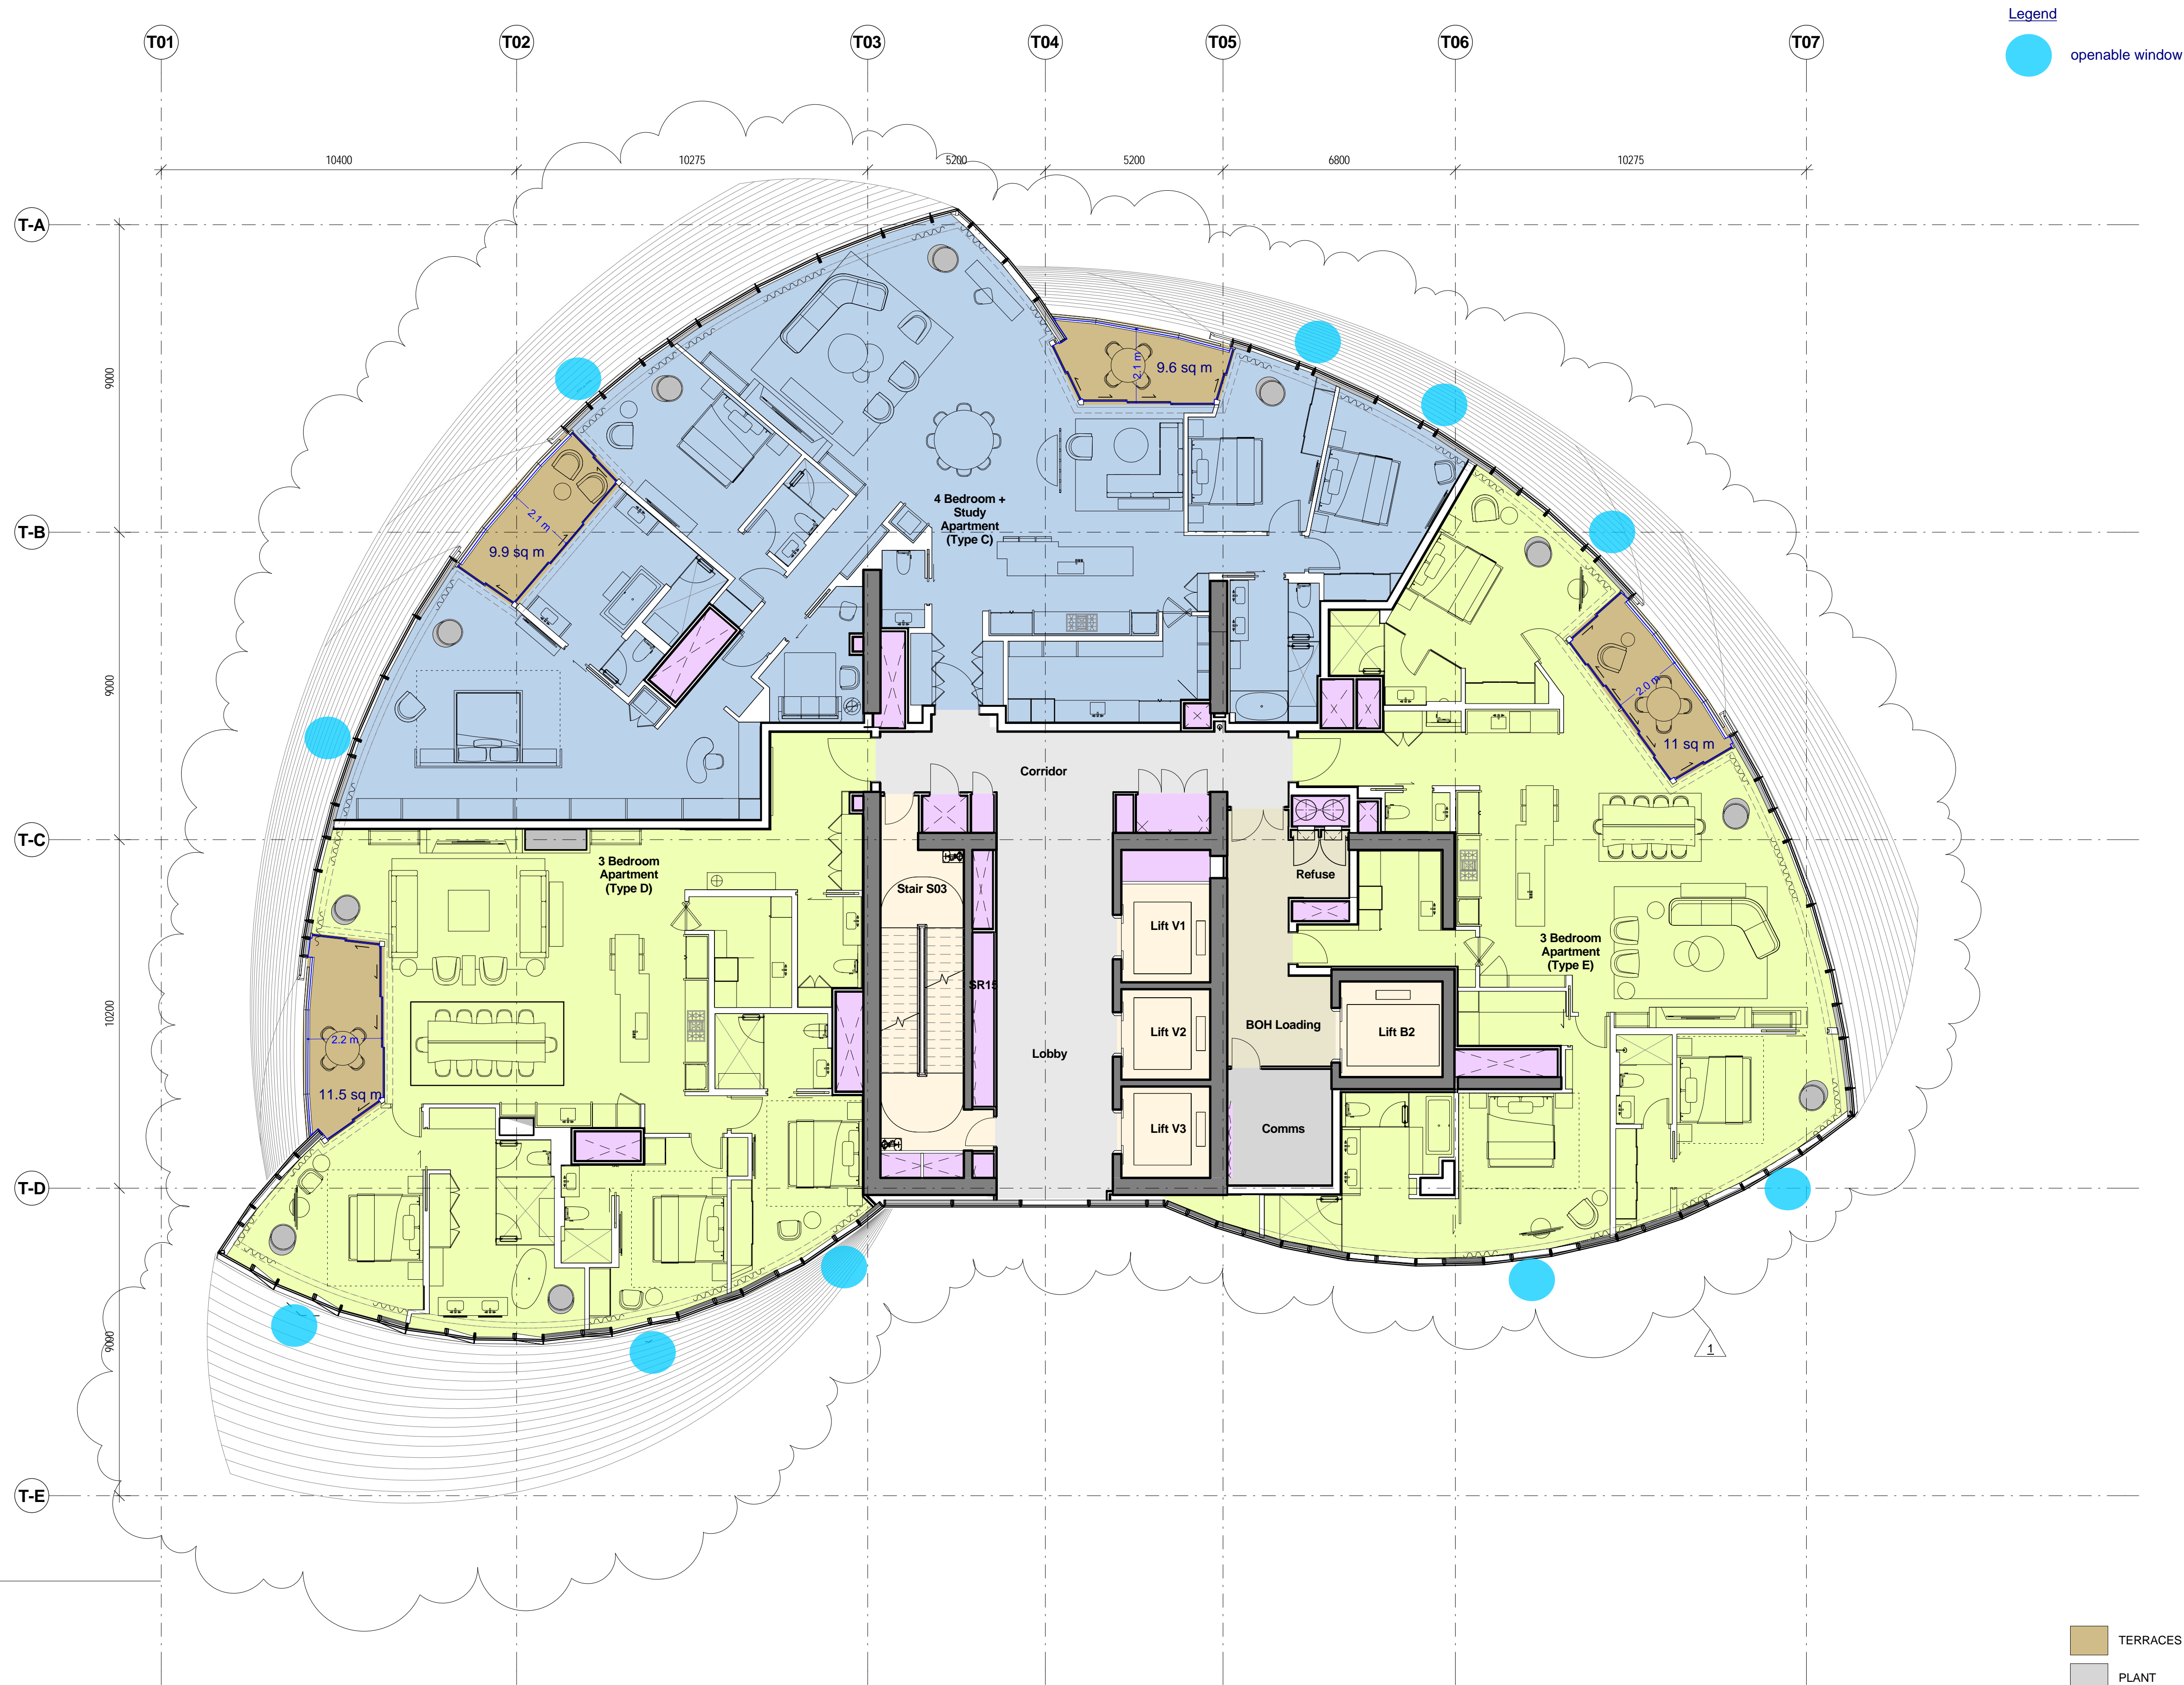 Legend
openable window
T01
T02
T03
T04
T05
T06
T07
10400
10275
5200
5200
6800
10275
T-A
9000
2.1 m
9.6 sq m
4 Bedroom +
Study
Apartment
(Type C)
T-B
2.1 m
9.9 sq m
9000
2.0 m
11 sq m
Corridor
T-C
3 Bedroom
Apartment
(Type D)
Stair S03
Refuse
Lift V1
3 Bedroom
Apartment
(Type E)
SR15
10200
BOH Loading
Lift V2
Lift B2
2.2 m
Lobby
11.5 sq m
Lift V3
Comms
T-D
9000
1
T-E
TERRACES
PLANT